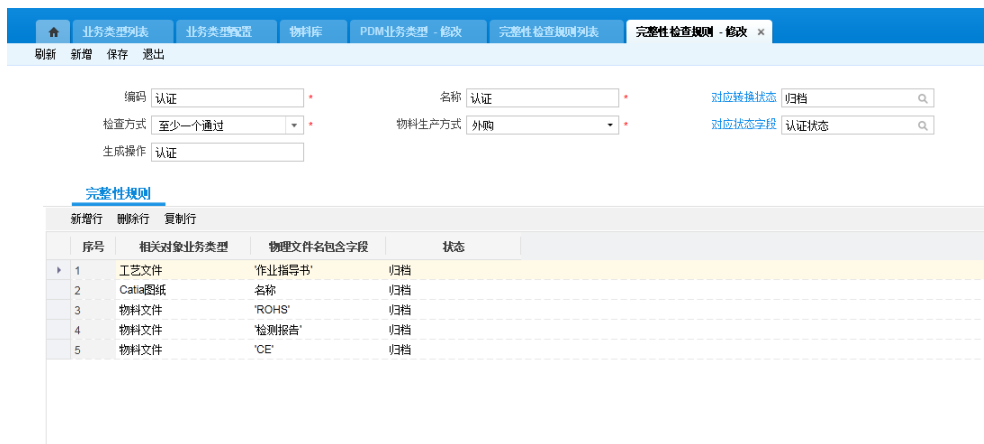 业务类型列表 业务类型配置 物料库 PDM业务类型 - 修改 完整性检查规则列表 完整性检查规则 - 修改 ×
刷新 新增 保存 退出
编码 认证 * 名称 认证 * 对应转换状态 归档
检查方式 至少一个通过 * 物料生产方式 外购 * 对应状态字段 认证状态
生成操作 认证
完整性规则
新增行 删除行 复制行
序号 相关对象业务类型 物理文件名包含字段 状态
1 工艺文件 '作业指导书' 归档
2 Catia图纸 名称 归档
3 物料文件 'ROHS' 归档
4 物料文件 '检测报告' 归档
5 物料文件 'CE' 归档